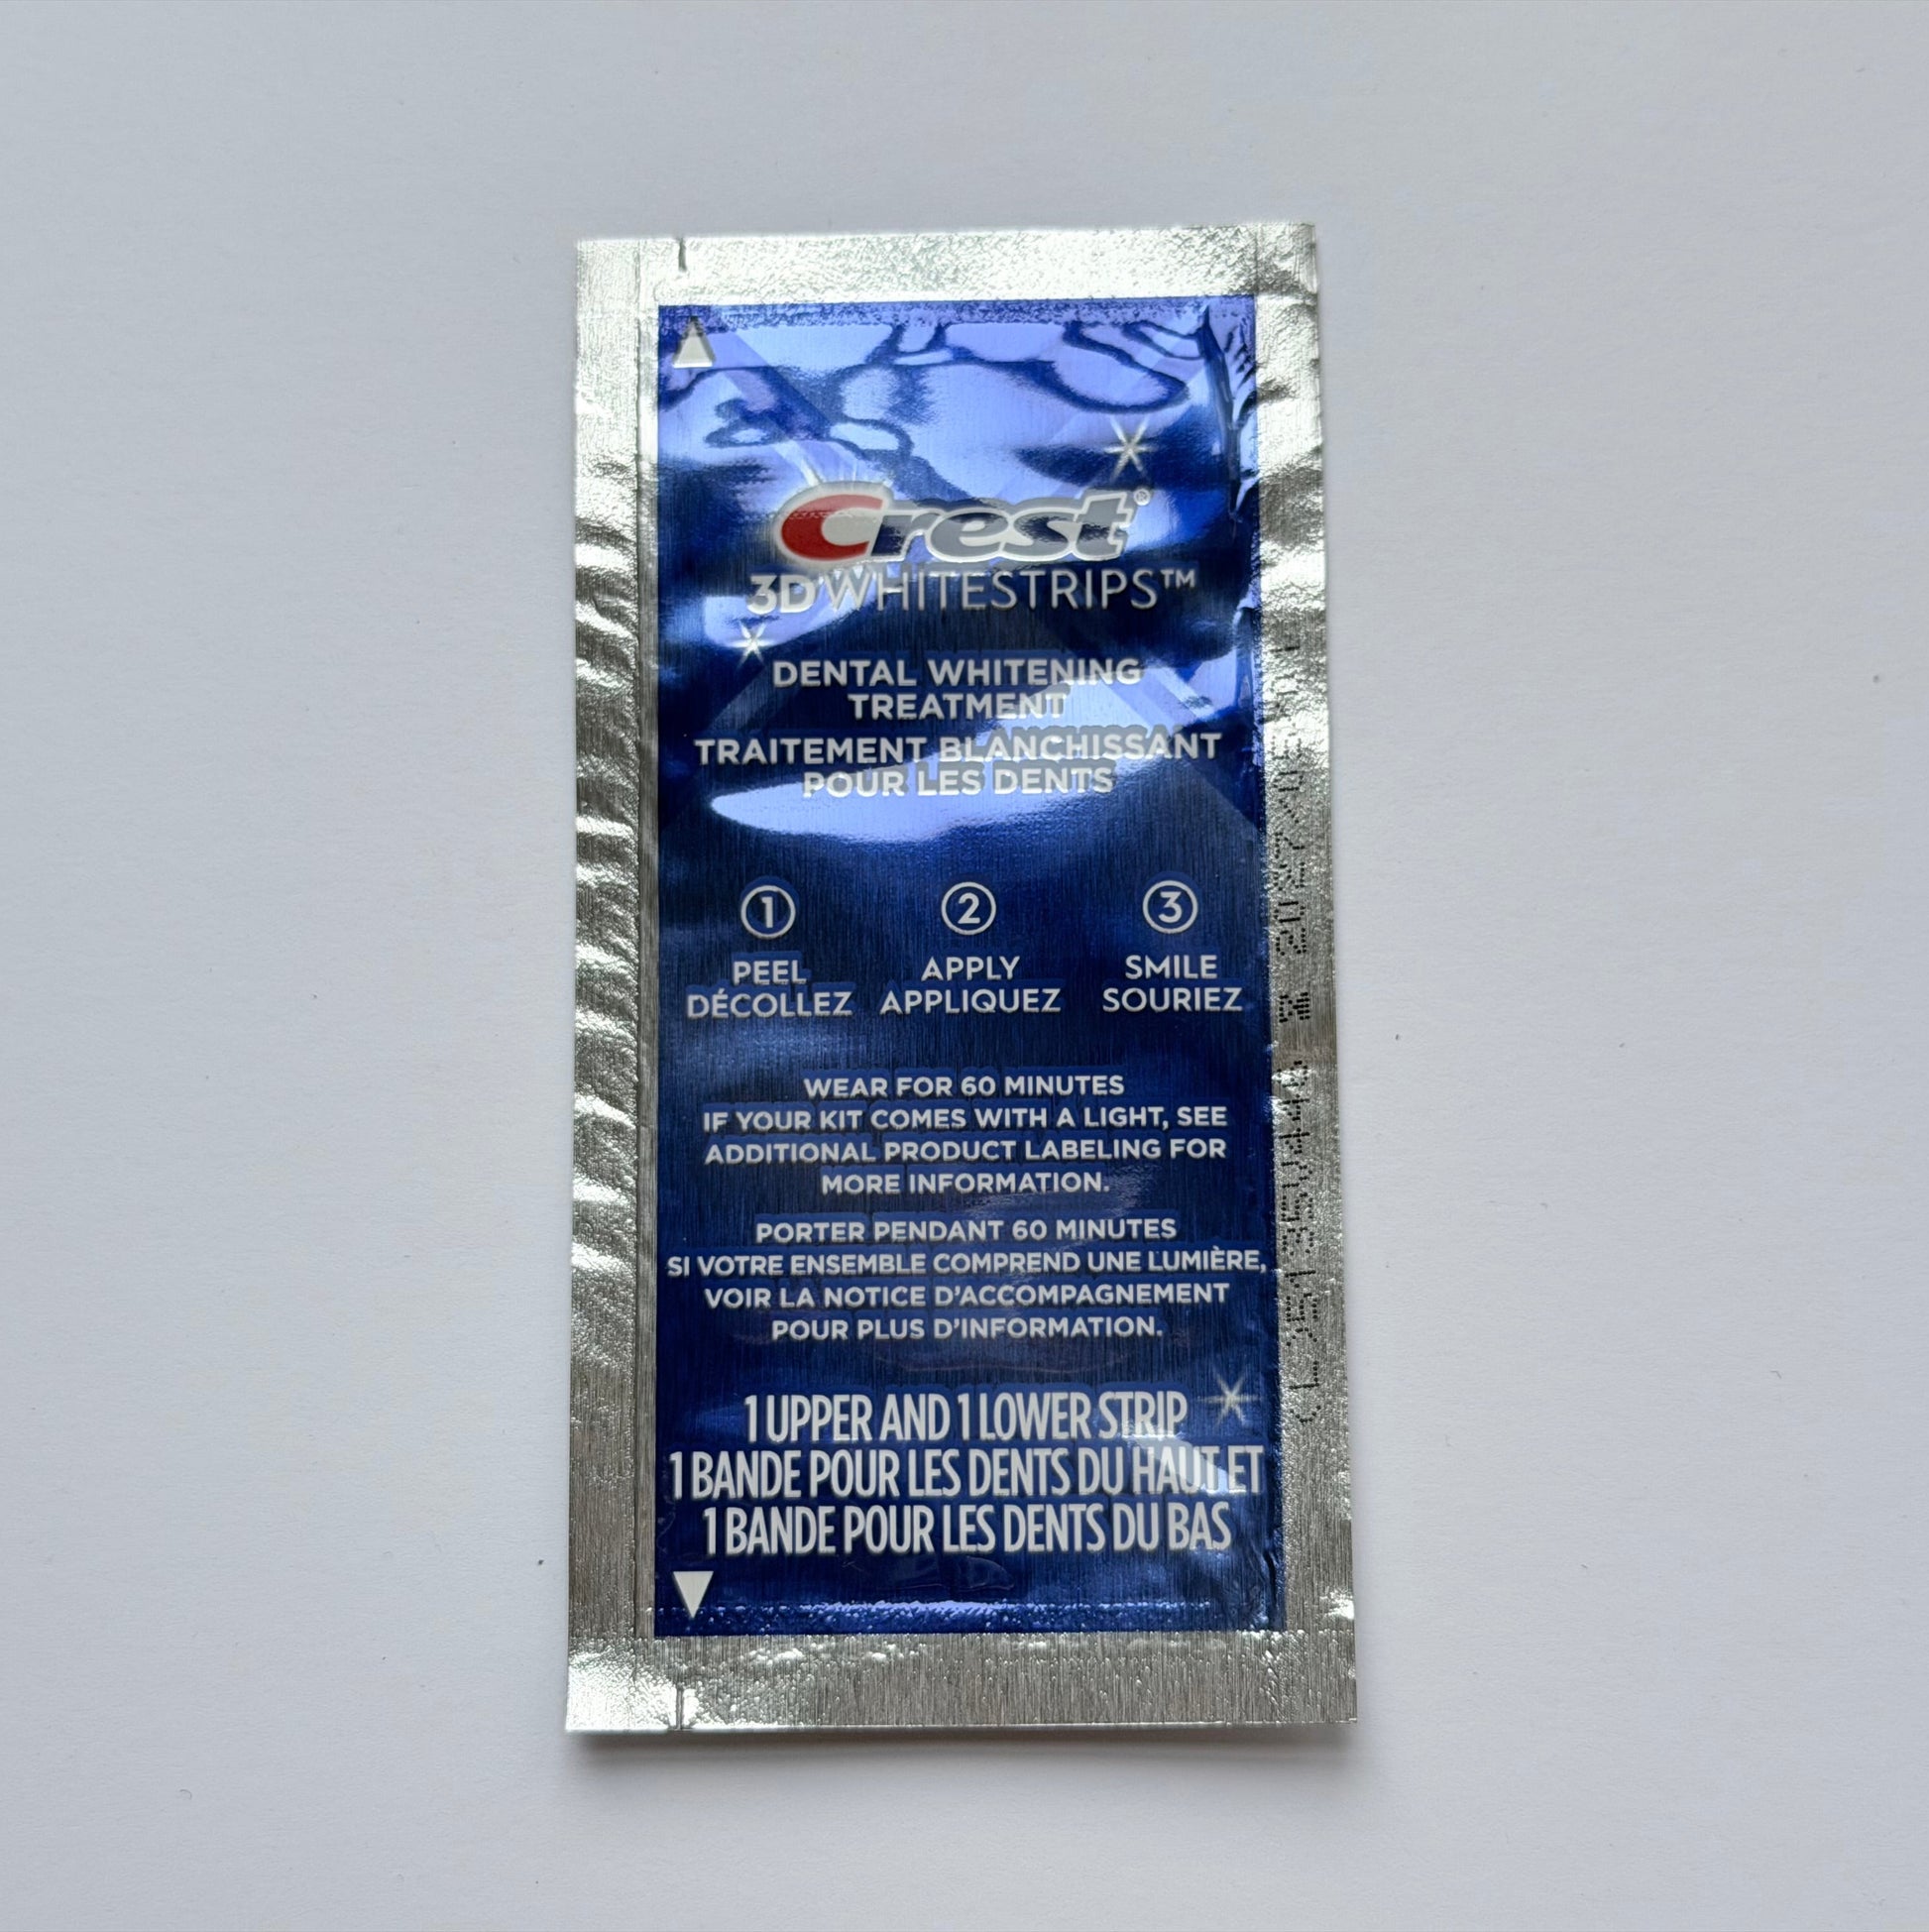 Crest®
3DWHITESTRIPS™
DENTAL WHITENING
TREATMENT
TRAITEMENT BLANCHISSANT
POUR LES DENTS
1 2 3
PEEL APPLY SMILE
DÉCOLLEZ APPLIQUEZ SOURIEZ
WEAR FOR 60 MINUTES
IF YOUR KIT COMES WITH A LIGHT, SEE
ADDITIONAL PRODUCT LABELING FOR
MORE INFORMATION.
PORTER PENDANT 60 MINUTES
SI VOTRE ENSEMBLE COMPREND UNE LUMIÈRE,
VOIR LA NOTICE D'ACCOMPAGNEMENT
POUR PLUS D'INFORMATION.
1 UPPER AND 1 LOWER STRIP
1 BANDE POUR LES DENTS DU HAUT ET
1 BANDE POUR LES DENTS DU BAS